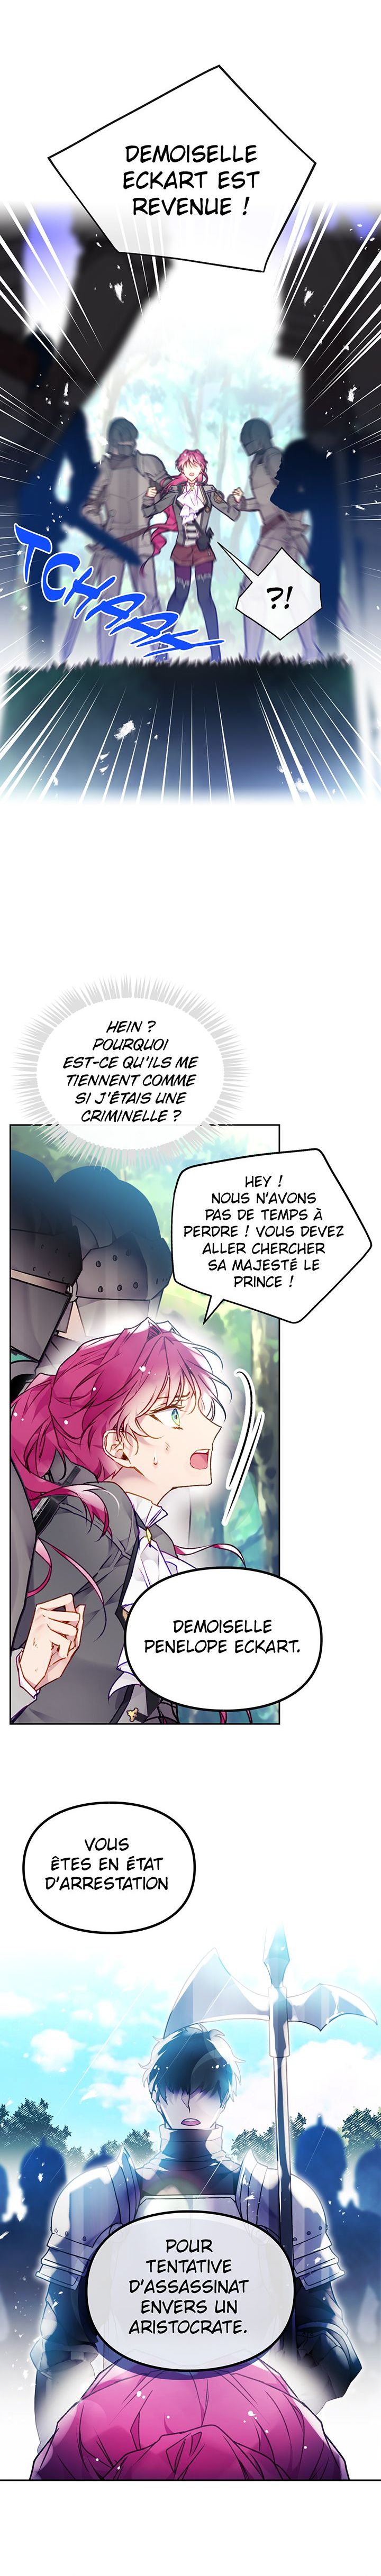 DEMOISELLE
ECKART EST
REVENUE !
TCHAAK
?!
HEIN ?
POURQUOI
EST-CE QU'ILS ME
TIENNENT COMME
SI J'ÉTAIS UNE
CRIMINELLE ?
HEY !
NOUS N'AVONS
PAS DE TEMPS À
PERDRE ! VOUS DEVEZ
ALLER CHERCHER
SA MAJESTÉ LE
PRINCE !
DEMOISELLE
PENELOPE ECKART.
VOUS
ÊTES EN ÉTAT
D'ARRESTATION
POUR
TENTATIVE
D'ASSASSINAT
ENVERS UN
ARISTOCRATE.